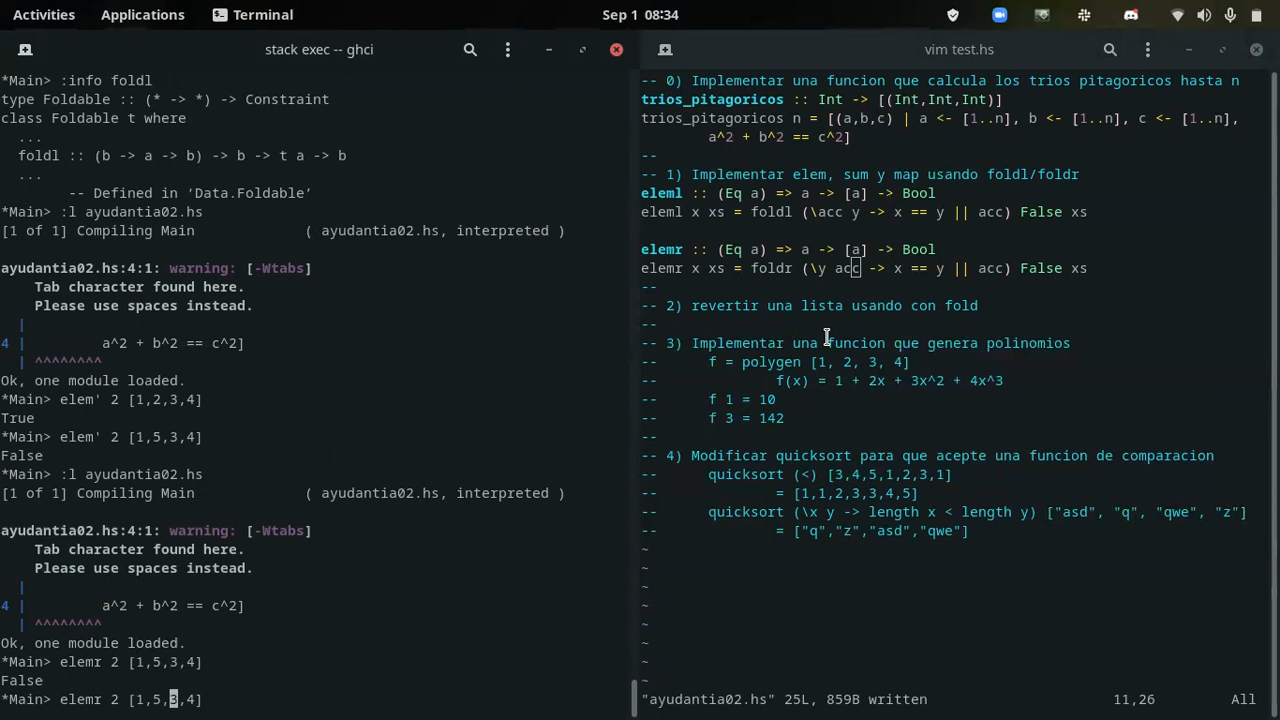 Activities Applications Terminal Sep 1 08:34
stack exec -- ghci
*Main> :info foldl
type Foldable :: (* -> *) -> Constraint
class Foldable t where
  ...
  foldl :: (b -> a -> b) -> b -> t a -> b
  ...
        -- Defined in ‘Data.Foldable’
*Main> :l ayudantia02.hs
[1 of 1] Compiling Main             ( ayudantia02.hs, interpreted )
ayudantia02.hs:4:1: warning: [-Wtabs]
    Tab character found here.
    Please use spaces instead.
  |
4 |         a^2 + b^2 == c^2]
  | ^^^^^^^^
Ok, one module loaded.
*Main> elem' 2 [1,2,3,4]
True
*Main> elem' 2 [1,5,3,4]
False
*Main> :l ayudantia02.hs
[1 of 1] Compiling Main             ( ayudantia02.hs, interpreted )
ayudantia02.hs:4:1: warning: [-Wtabs]
    Tab character found here.
    Please use spaces instead.
  |
4 |         a^2 + b^2 == c^2]
  | ^^^^^^^^
Ok, one module loaded.
*Main> elemr 2 [1,5,3,4]
False
*Main> elemr 2 [1,5,3,4]
vim test.hs
-- 0) Implementar una funcion que calcula los trios pitagoricos hasta n
trios_pitagoricos :: Int -> [(Int,Int,Int)]
trios_pitagoricos n = [(a,b,c) | a <- [1..n], b <- [1..n], c <- [1..n],
        a^2 + b^2 == c^2]
--
-- 1) Implementar elem, sum y map usando foldl/foldr
eleml :: (Eq a) => a -> [a] -> Bool
eleml x xs = foldl (\acc y -> x == y || acc) False xs
elemr :: (Eq a) => a -> [a] -> Bool
elemr x xs = foldr (\y acc -> x == y || acc) False xs
--
-- 2) revertir una lista usando con fold
--
-- 3) Implementar una funcion que genera polinomios
--      f = polygen [1, 2, 3, 4]
--              f(x) = 1 + 2x + 3x^2 + 4x^3
--      f 1 = 10
--      f 3 = 142
--
-- 4) Modificar quicksort para que acepte una funcion de comparacion
--      quicksort (<) [3,4,5,1,2,3,1]
--              = [1,1,2,3,3,4,5]
--      quicksort (\x y -> length x < length y) ["asd", "q", "qwe", "z"]
--              = ["q","z","asd","qwe"]
~
~
~
~
~
~
~
~
"ayudantia02.hs" 25L, 859B written 11,26 All